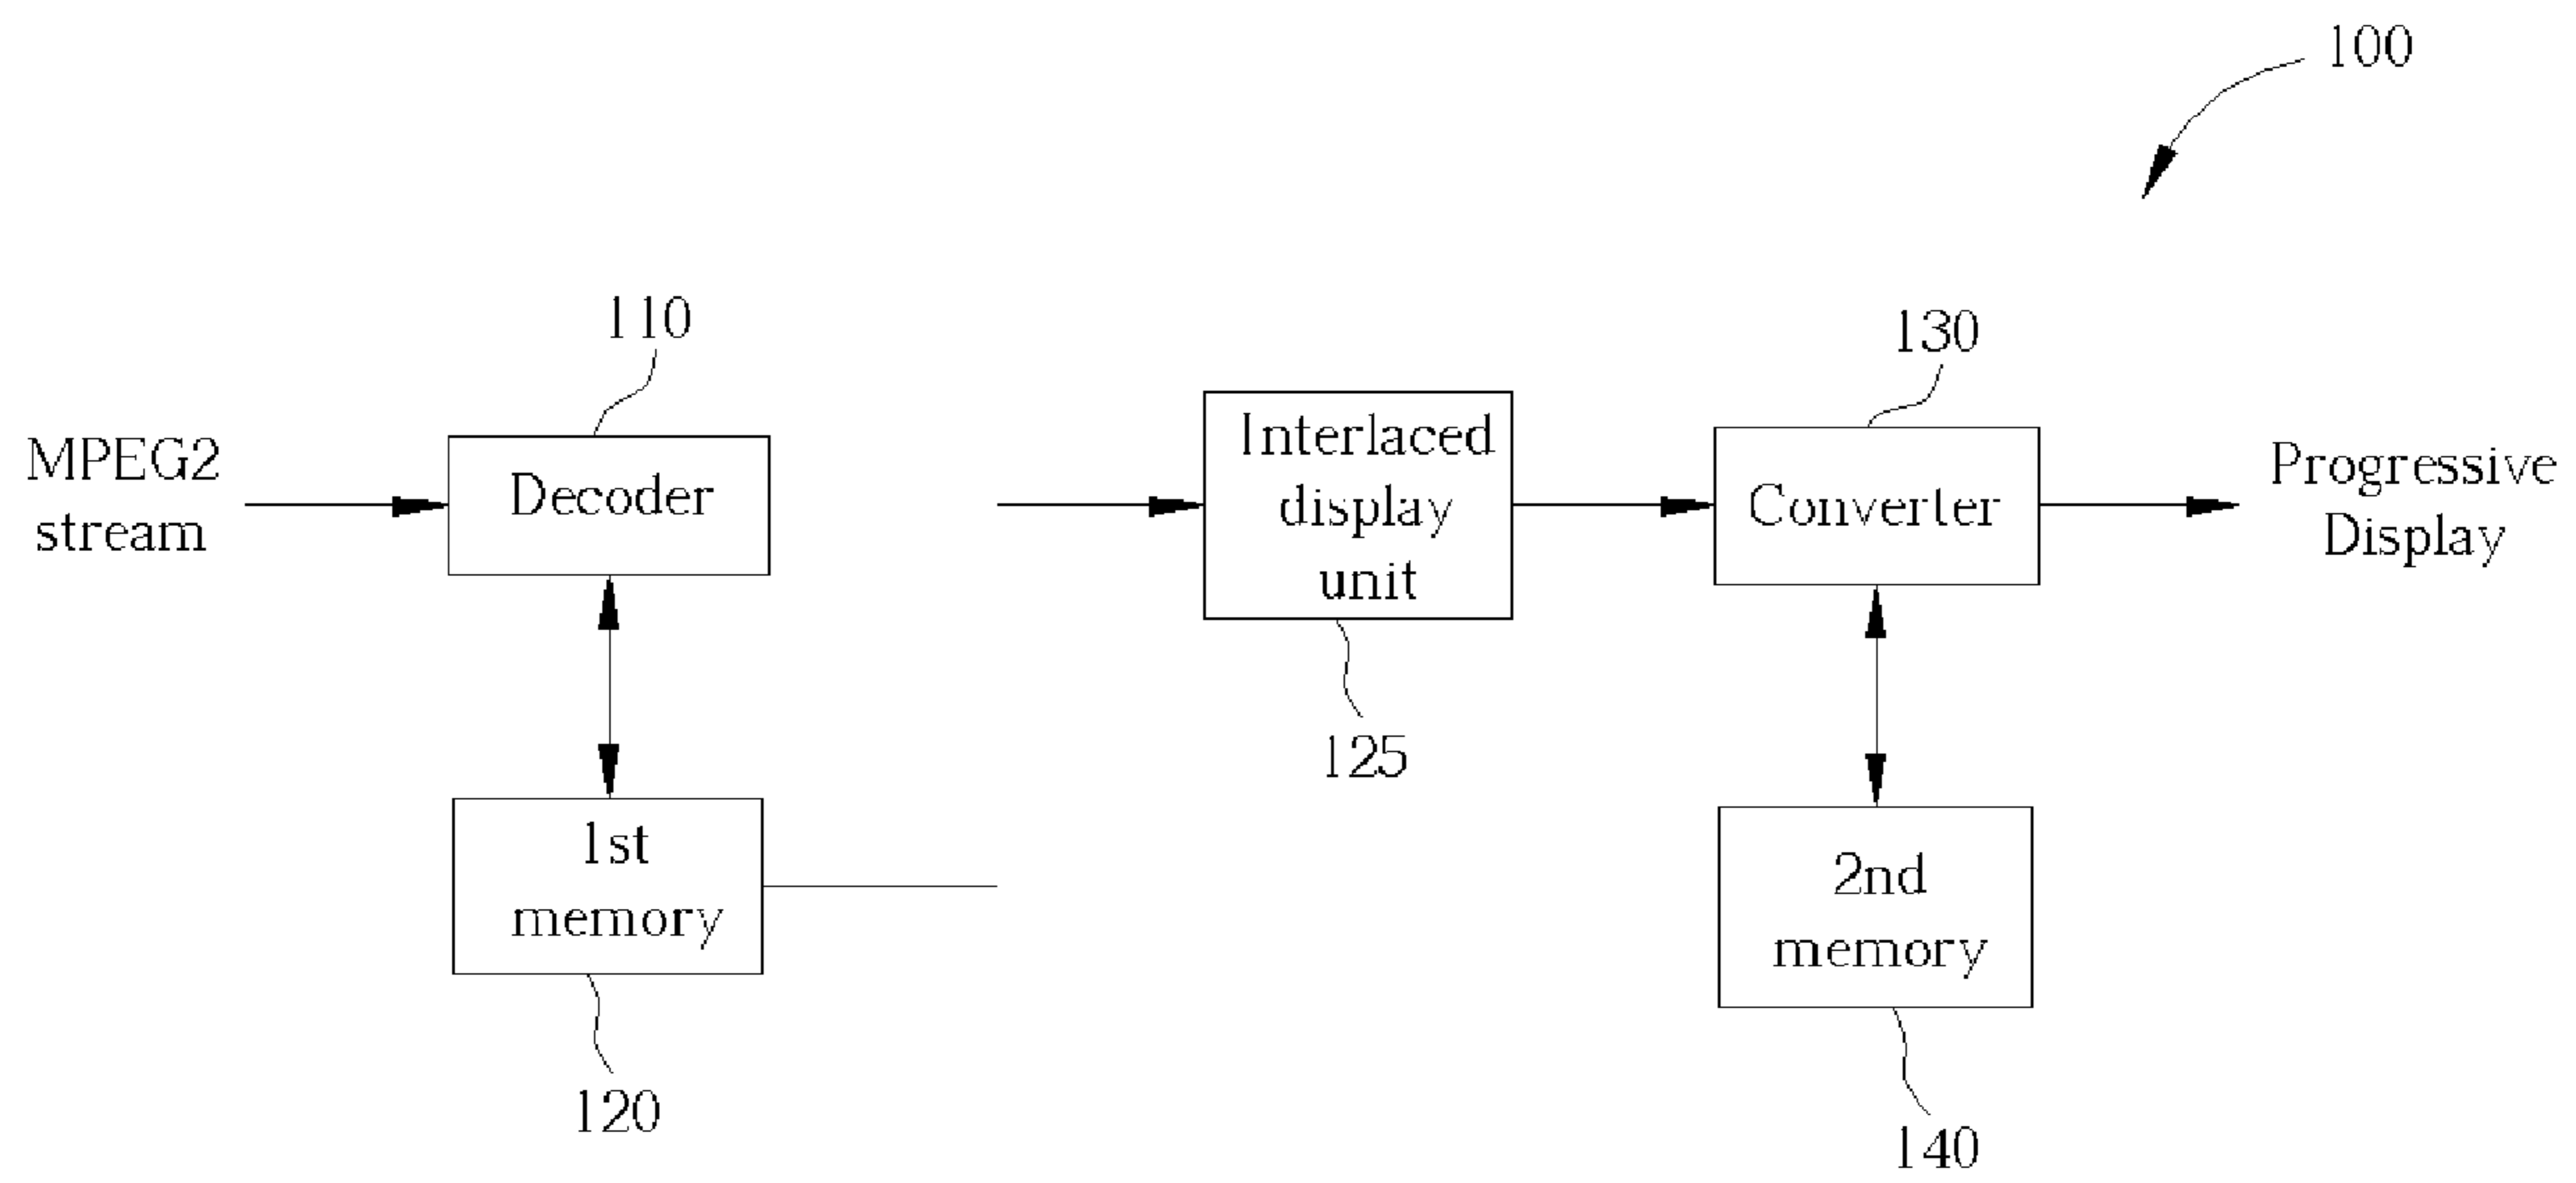 100
110
130
MPEG2
stream
Decoder
Interlaced
display
unit
Converter
Progressive
Display
125
1st
memory
2nd
memory
120
140